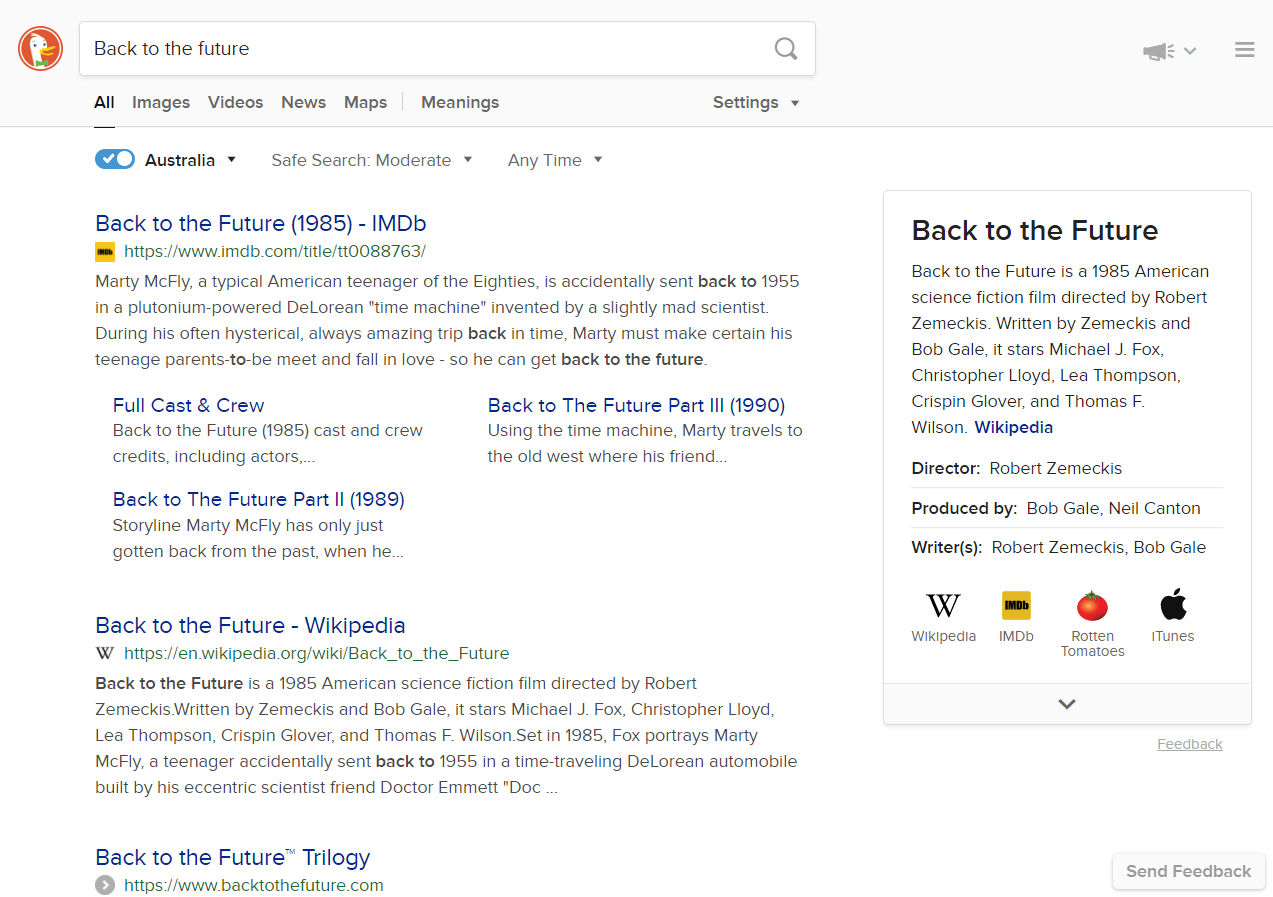 Back to the future
All Images Videos News Maps Meanings Settings
Australia Safe Search: Moderate Any Time
Back to the Future (1985) - IMDb
IMDb https://www.imdb.com/title/tt0088763/
Marty McFly, a typical American teenager of the Eighties, is accidentally sent back to 1955
in a plutonium-powered DeLorean "time machine" invented by a slightly mad scientist.
During his often hysterical, always amazing trip back in time, Marty must make certain his
teenage parents-to-be meet and fall in love - so he can get back to the future.
Full Cast & Crew
Back to the Future (1985) cast and crew
credits, including actors,...
Back to The Future Part III (1990)
Using the time machine, Marty travels to
the old west where his friend...
Back to The Future Part II (1989)
Storyline Marty McFly has only just
gotten back from the past, when he...
Back to the Future - Wikipedia
W https://en.wikipedia.org/wiki/Back_to_the_Future
Back to the Future is a 1985 American science fiction film directed by Robert
Zemeckis.Written by Zemeckis and Bob Gale, it stars Michael J. Fox, Christopher Lloyd,
Lea Thompson, Crispin Glover, and Thomas F. Wilson.Set in 1985, Fox portrays Marty
McFly, a teenager accidentally sent back to 1955 in a time-traveling DeLorean automobile
built by his eccentric scientist friend Doctor Emmett "Doc ...
Back to the Future™ Trilogy
https://www.backtothefuture.com
Back to the Future
Back to the Future is a 1985 American
science fiction film directed by Robert
Zemeckis. Written by Zemeckis and
Bob Gale, it stars Michael J. Fox,
Christopher Lloyd, Lea Thompson,
Crispin Glover, and Thomas F.
Wilson. Wikipedia
Director: Robert Zemeckis
Produced by: Bob Gale, Neil Canton
Writer(s): Robert Zemeckis, Bob Gale
W IMDb
Wikipedia IMDb Rotten iTunes
Tomatoes
Feedback
Send Feedback